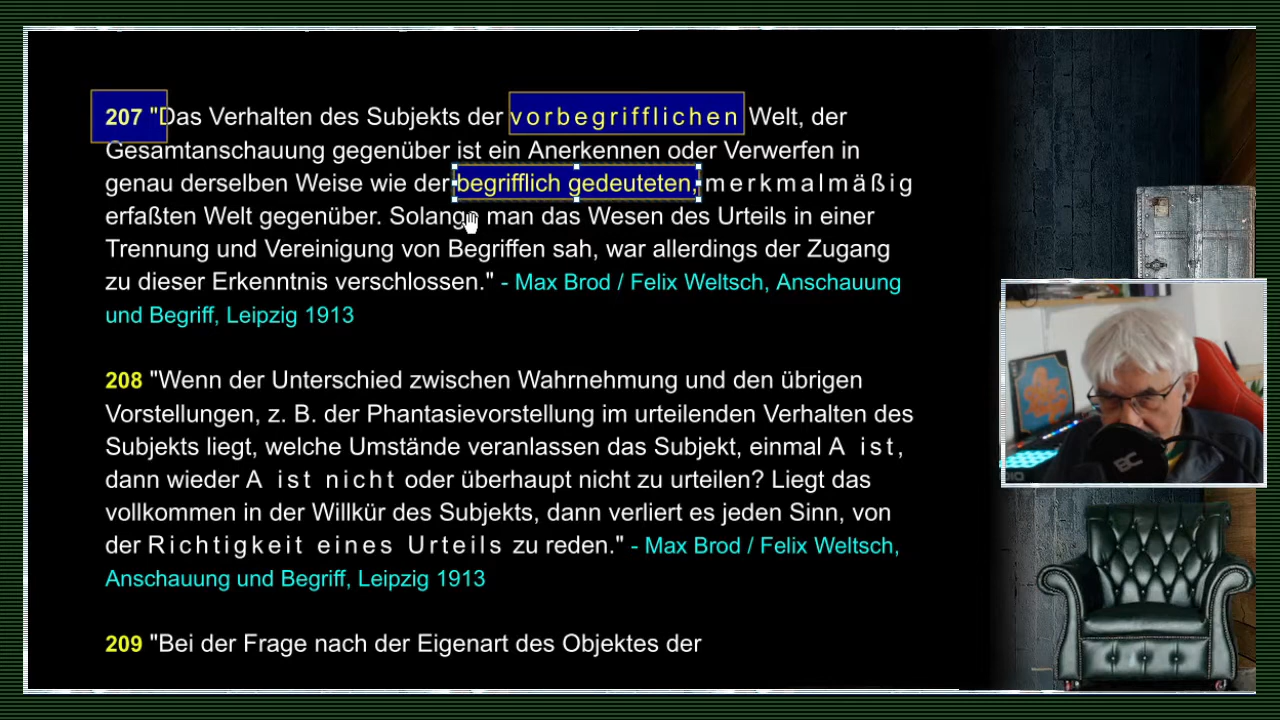 207 "Das Verhalten des Subjekts der vorbegrifflichen Welt, der
Gesamtanschauung gegenüber ist ein Anerkennen oder Verwerfen in
genau derselben Weise wie der begrifflich gedeuteten, merkmalmäßig
erfaßten Welt gegenüber. Solange man das Wesen des Urteils in einer
Trennung und Vereinigung von Begriffen sah, war allerdings der Zugang
zu dieser Erkenntnis verschlossen." - Max Brod / Felix Weltsch, Anschauung
und Begriff, Leipzig 1913
208 "Wenn der Unterschied zwischen Wahrnehmung und den übrigen
Vorstellungen, z. B. der Phantasievorstellung im urteilenden Verhalten des
Subjekts liegt, welche Umstände veranlassen das Subjekt, einmal A ist,
dann wieder A ist nicht oder überhaupt nicht zu urteilen? Liegt das
vollkommen in der Willkür des Subjekts, dann verliert es jeden Sinn, von
der Richtigkeit eines Urteils zu reden." - Max Brod / Felix Weltsch,
Anschauung und Begriff, Leipzig 1913
209 "Bei der Frage nach der Eigenart des Objektes der